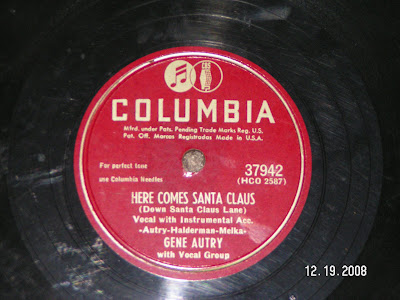 CBS
COLUMBIA
Mfrd. under Pats. Pending Trade Marks Reg. U.S.
Pat. Off. Marcas Registradas Made in U.S.A.
For perfect tone
use Columbia Needles
37942
(HCO 2587)
HERE COMES SANTA CLAUS
(Down Santa Claus Lane)
Vocal with Instrumental Acc.
-Autry-Halderman-Melka-
GENE AUTRY
with Vocal Group
12.19.2008